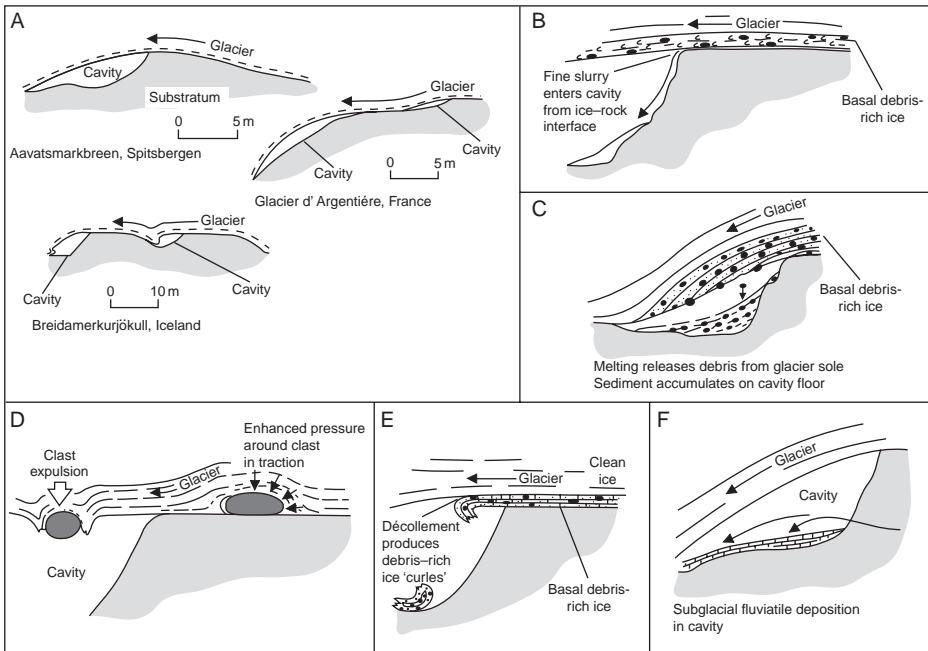 A
Glacier
Cavity
Substratum
0 5 m
Aavatsmarkbreen, Spitsbergen
Glacier
Cavity
Cavity
0 5 m
Glacier d' Argentiére, France
Glacier
Cavity
Cavity
0 10 m
Breidamerkurjökull, Iceland
B
Glacier
Fine slurry
enters cavity
from ice–rock
interface
Basal debris-
rich ice
C
Glacier
Basal debris-
rich ice
Melting releases debris from glacier sole
Sediment accumulates on cavity floor
D
Clast
expulsion
Enhanced pressure
around clast
in traction
Glacier
Cavity
E
Clean
ice
Glacier
Décollement
produces
debris–rich
ice 'curles'
Basal debris-
rich ice
F
Glacier
Cavity
Subglacial fluviatile deposition
in cavity